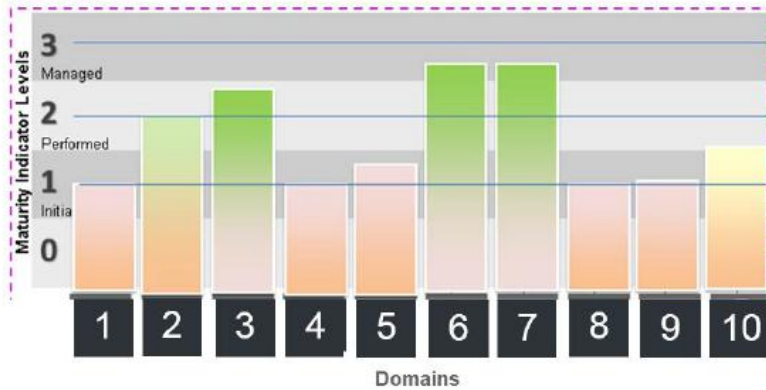 Maturity Indicator Levels
3
Managed
2
Performed
1
Initia
0
1 2 3 4 5 6 7 8 9 10
Domains